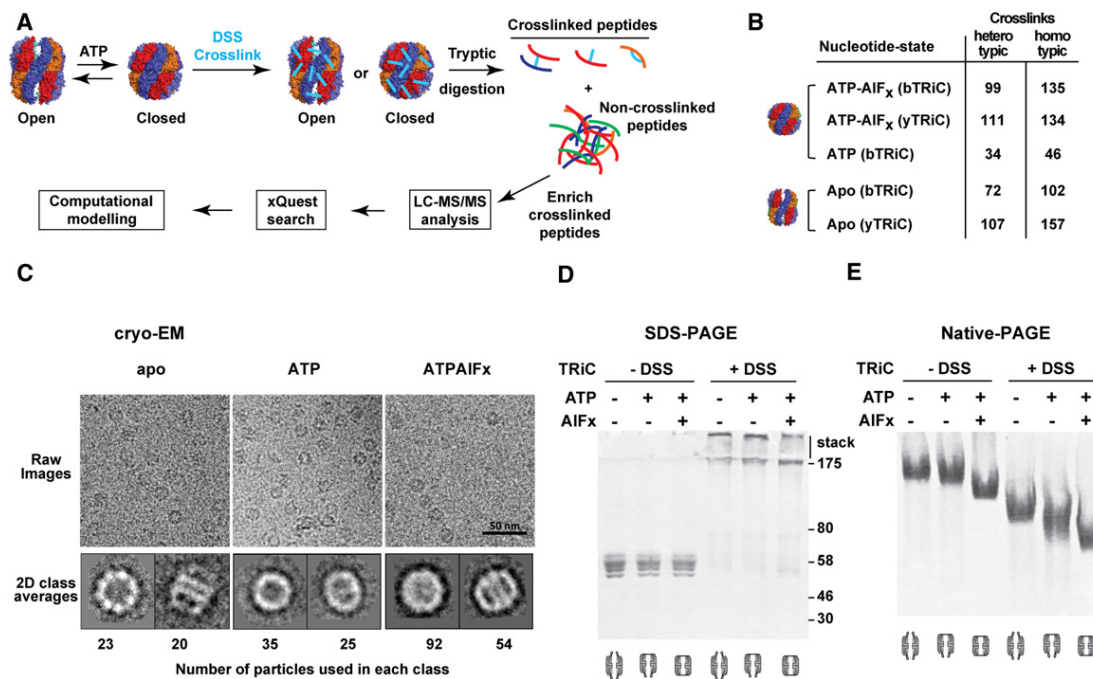 A
ATP
DSS
Crosslink
Open
Closed
Open
or
Closed
Tryptic
digestion
Crosslinked peptides
+
Non-crosslinked
peptides
Enrich
crosslinked
peptides
LC-MS/MS
analysis
xQuest
search
Computational
modelling
B
Crosslinks
Nucleotide-state hetero typic homo typic
ATP-AlFx (bTRiC) 99 135
ATP-AlFx (yTRiC) 111 134
ATP (bTRiC) 34 46
Apo (bTRiC) 72 102
Apo (yTRiC) 107 157
C
cryo-EM
apo ATP ATPAlFx
Raw
Images
50 nm
2D class
averages
23 20 35 25 92 54
Number of particles used in each class
D
SDS-PAGE
TRiC - DSS + DSS
ATP - + + - + +
AlFx - - + - - +
stack
- 175
- 80
- 58
- 46
- 30
E
Native-PAGE
TRiC - DSS + DSS
ATP - + + - + +
AlFx - - + - - +